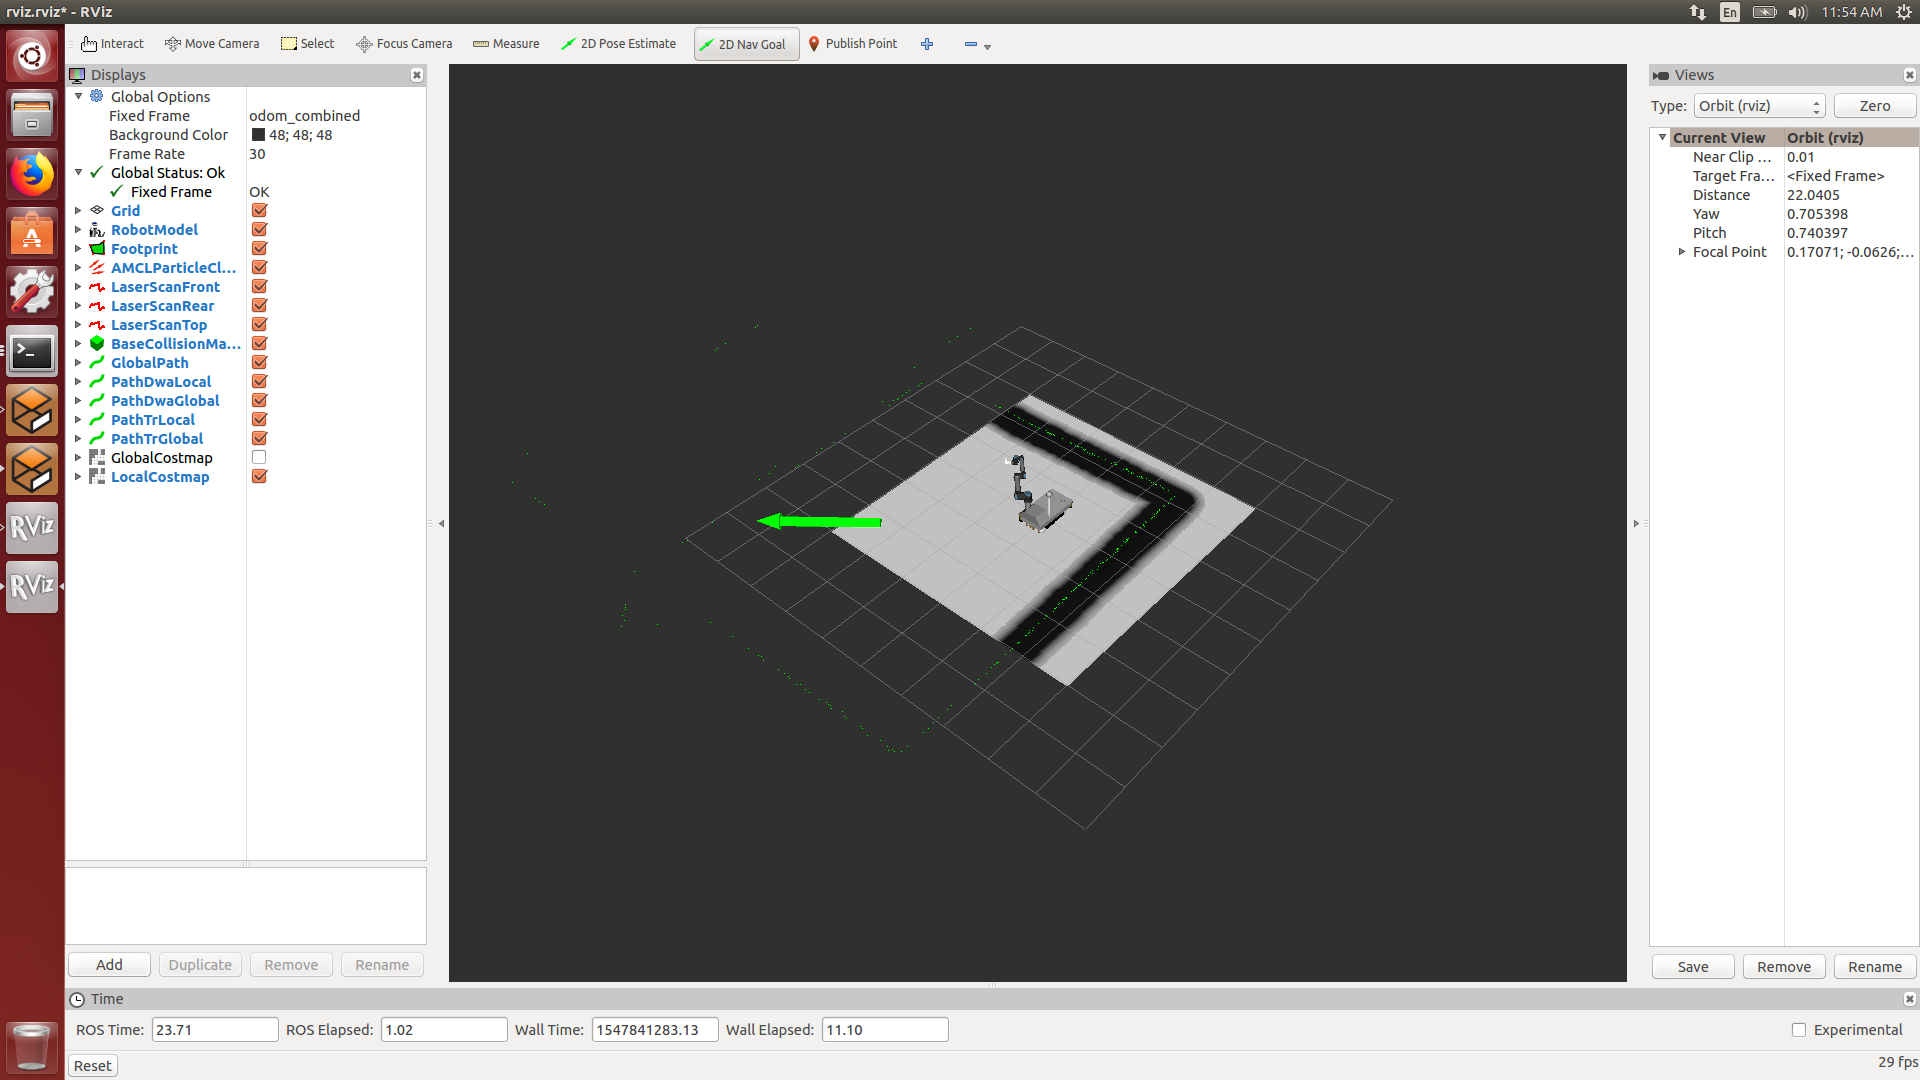 rviz.rviz* - RViz
En
11:54 AM
Interact
Move Camera
Select
Focus Camera
Measure
2D Pose Estimate
2D Nav Goal
Publish Point
Displays
Global Options
Fixed Frame odom_combined
Background Color 48; 48; 48
Frame Rate 30
Global Status: Ok
Fixed Frame OK
Grid
RobotModel
Footprint
AMCLParticleCl...
LaserScanFront
LaserScanRear
LaserScanTop
BaseCollisionMa...
GlobalPath
PathDwaLocal
PathDwaGlobal
PathTrLocal
PathTrGlobal
GlobalCostmap
LocalCostmap
RViz
RViz
Add Duplicate Remove Rename
Views
Type: Orbit (rviz) Zero
Current View Orbit (rviz)
Near Clip ... 0.01
Target Fra... <Fixed Frame>
Distance 22.0405
Yaw 0.705398
Pitch 0.740397
Focal Point 0.17071; -0.0626;...
Save Remove Rename
Time
ROS Time: 23.71 ROS Elapsed: 1.02 Wall Time: 1547841283.13 Wall Elapsed: 11.10 Experimental
Reset 29 fps